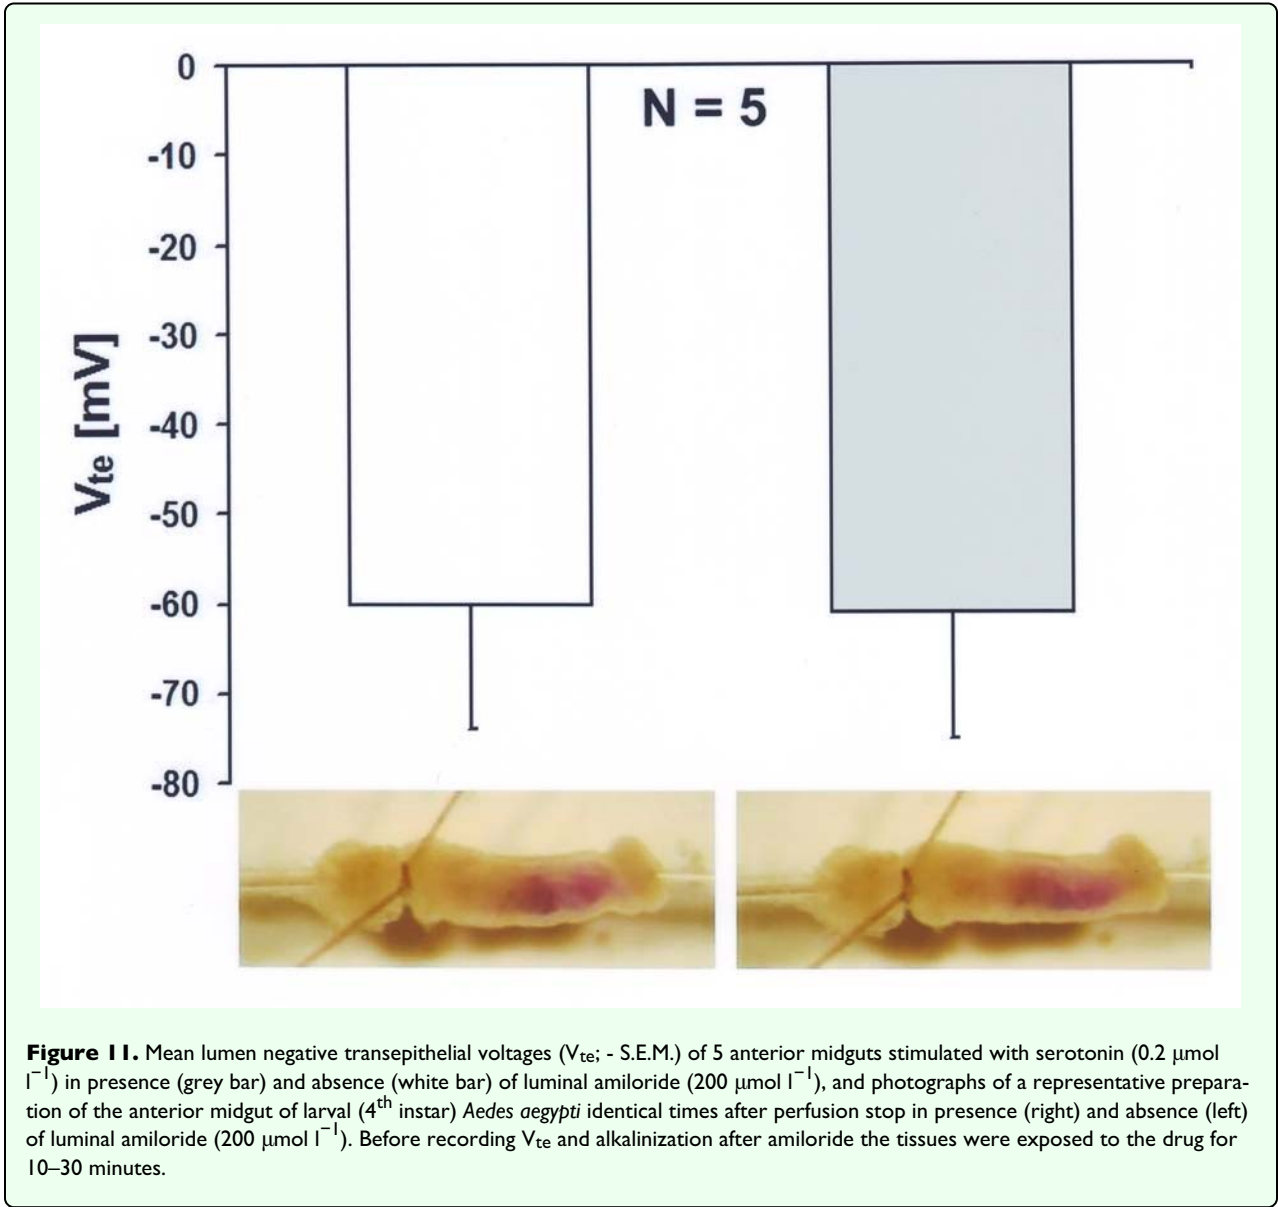 0
N = 5
-10
-20
-30
-40
-50
-60
-70
-80
Vte [mV]
Figure 11. Mean lumen negative transepithelial voltages (Vte; - S.E.M.) of 5 anterior midguts stimulated with serotonin (0.2 μmol
l−1) in presence (grey bar) and absence (white bar) of luminal amiloride (200 μmol l−1), and photographs of a representative prepara-
tion of the anterior midgut of larval (4th instar) Aedes aegypti identical times after perfusion stop in presence (right) and absence (left)
of luminal amiloride (200 μmol l−1). Before recording Vte and alkalinization after amiloride the tissues were exposed to the drug for
10–30 minutes.